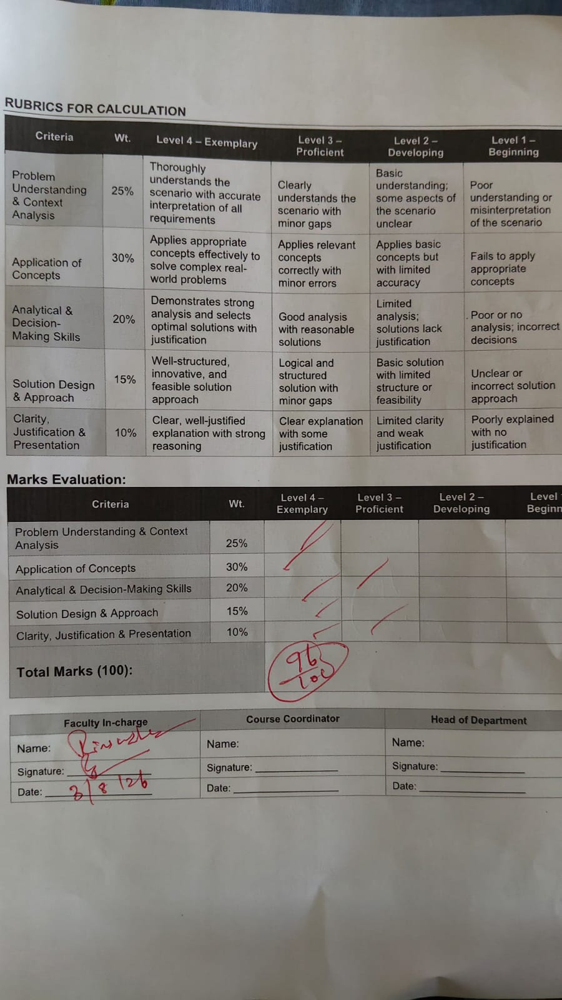 RUBRICS FOR CALCULATION
Criteria Wt. Level 4 – Exemplary Level 3 – Proficient Level 2 – Developing Level 1 – Beginning
Problem Understanding & Context Analysis 25% Thoroughly understands the scenario with accurate interpretation of all requirements Clearly understands the scenario with minor gaps Basic understanding; some aspects of the scenario unclear Poor understanding or misinterpretation of the scenario
Application of Concepts 30% Applies appropriate concepts effectively to solve complex real-world problems Applies relevant concepts correctly with minor errors Applies basic concepts but with limited accuracy Fails to apply appropriate concepts
Analytical & Decision-Making Skills 20% Demonstrates strong analysis and selects optimal solutions with justification Good analysis with reasonable solutions Limited analysis; solutions lack justification Poor or no analysis; incorrect decisions
Solution Design & Approach 15% Well-structured, innovative, and feasible solution approach Logical and structured solution with minor gaps Basic solution with limited structure or feasibility Unclear or incorrect solution approach
Clarity, Justification & Presentation 10% Clear, well-justified explanation with strong reasoning Clear explanation with some justification Limited clarity and weak justification Poorly explained with no justification
Marks Evaluation:
Criteria Wt. Level 4 – Exemplary Level 3 – Proficient Level 2 – Developing Level Beginn
Problem Understanding & Context Analysis 25%
Application of Concepts 30%
Analytical & Decision-Making Skills 20%
Solution Design & Approach 15%
Clarity, Justification & Presentation 10%
Total Marks (100): 96/100
Faculty In-charge Course Coordinator Head of Department
Name: Name: Name:
Signature: Signature: Signature:
Date: 3/8/26 Date: Date: